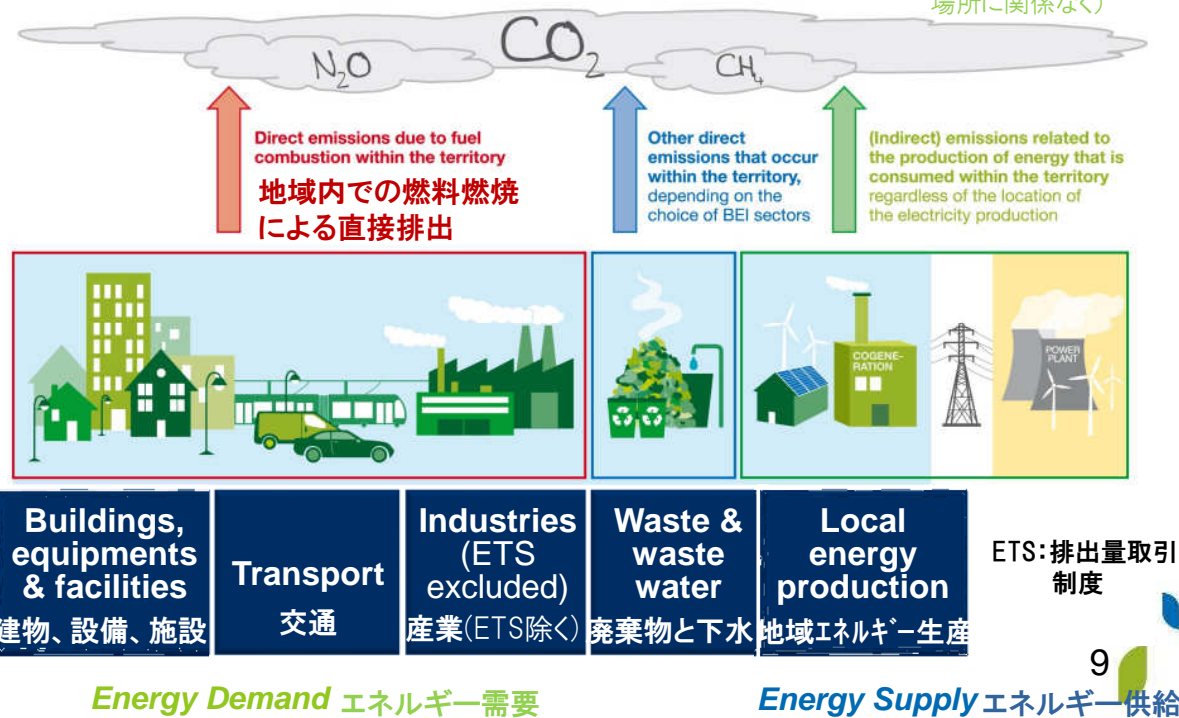 場所に関係なく）
CO₂
N₂O
CH₄
Direct emissions due to fuel
combustion within the territory
地域内での燃料燃焼
による直接排出
Other direct
emissions that occur
within the territory,
depending on the
choice of BEI sectors
(Indirect) emissions related to
the production of energy that is
consumed within the territory
regardless of the location of
the electricity production
COGENE-
RATION
POWER
PLANT
Buildings,
equipments
& facilities
建物、設備、施設
Transport
交通
Industries
(ETS
excluded)
産業(ETS除く)
Waste &
waste
water
廃棄物と下水
Local
energy
production
地域エネルギー生産
ETS：排出量取引
制度
9
Energy Demand エネルギー需要
Energy Supply エネルギー供給